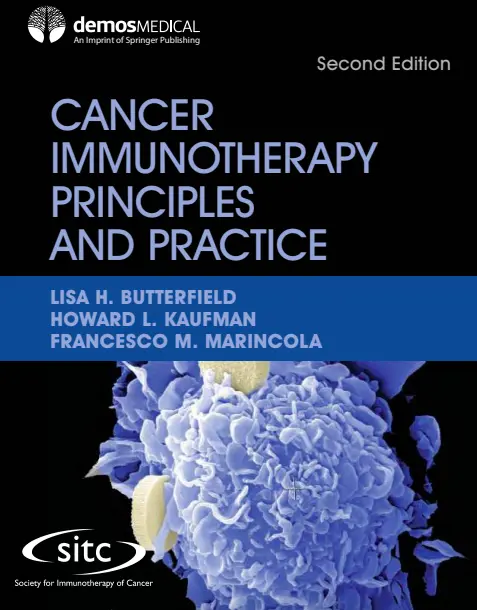 demosMEDICAL
An Imprint of Springer Publishing
Second Edition
CANCER
IMMUNOTHERAPY
PRINCIPLES
AND PRACTICE
LISA H. BUTTERFIELD
HOWARD L. KAUFMAN
FRANCESCO M. MARINCOLA
sitc
Society for Immunotherapy of Cancer